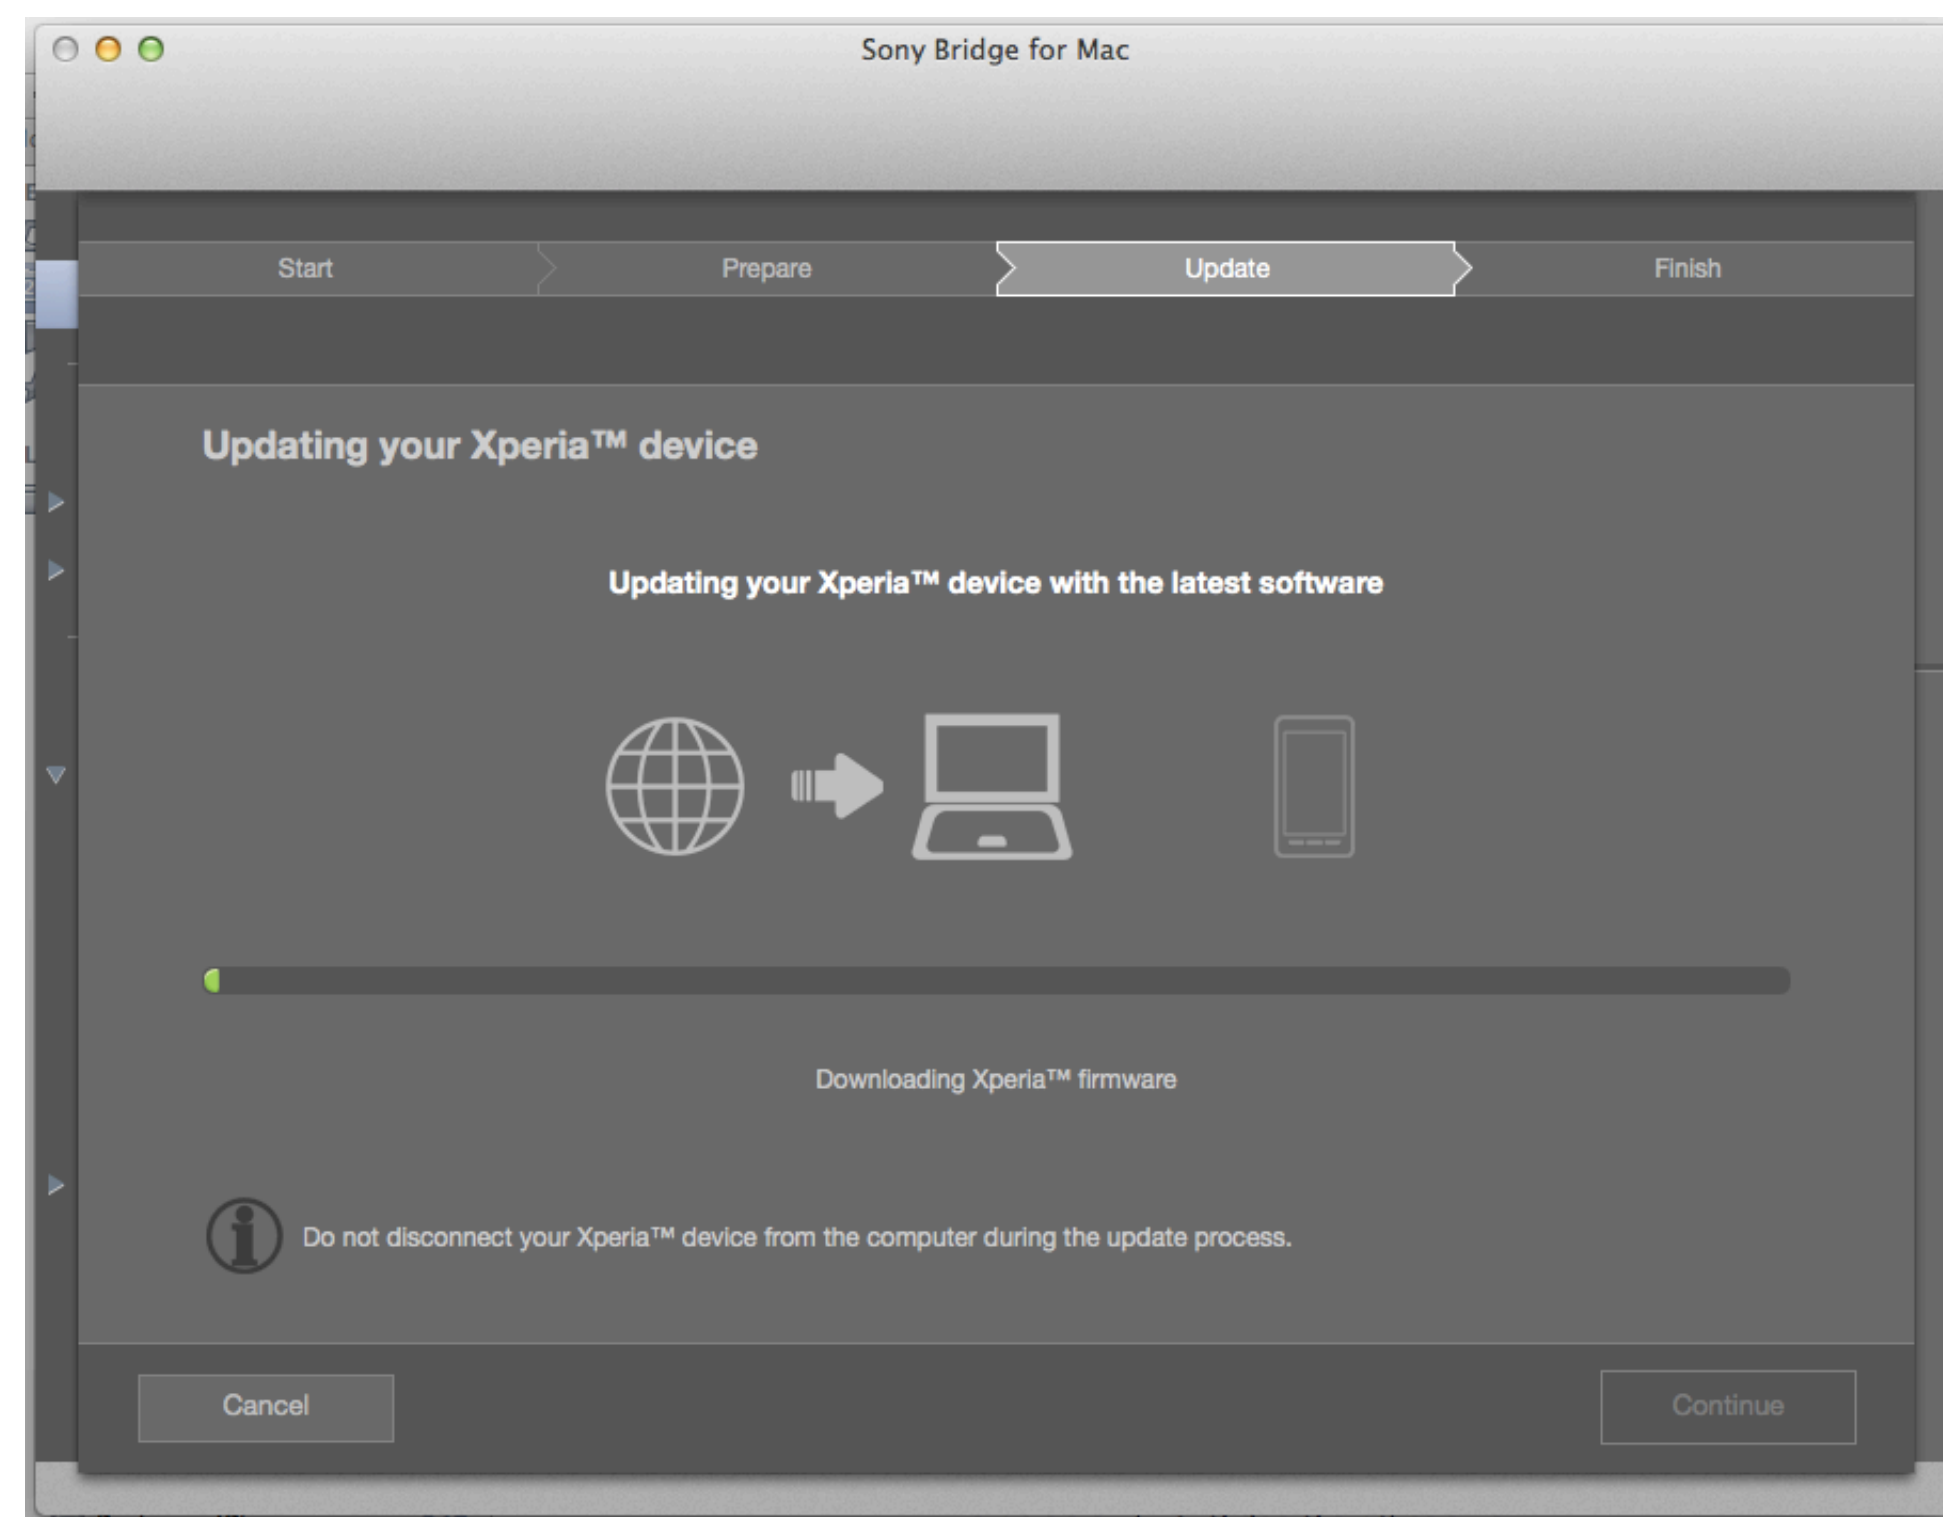 Sony Bridge for Mac
Start
Prepare
Update
Finish
Updating your Xperia™ device
Updating your Xperia™ device with the latest software
Downloading Xperia™ firmware
Do not disconnect your Xperia™ device from the computer during the update process.
Cancel
Continue